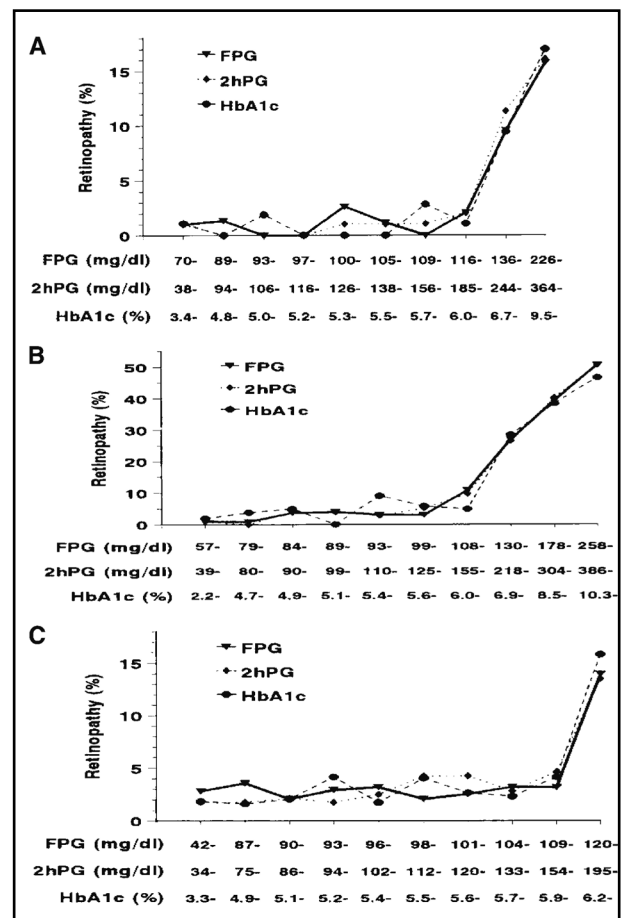 A
FPG
2hPG
HbA1c
Retinopathy (%)
15
10
5
0
FPG (mg/dl) 70- 89- 93- 97- 100- 105- 109- 116- 136- 226-
2hPG (mg/dl) 38- 94- 106- 116- 126- 138- 156- 185- 244- 364-
HbA1c (%) 3.4- 4.8- 5.0- 5.2- 5.3- 5.5- 5.7- 6.0- 6.7- 9.5-
B
FPG
2hPG
HbA1c
Retinopathy (%)
50
40
30
20
10
0
FPG (mg/dl) 57- 79- 84- 89- 93- 99- 108- 130- 178- 258-
2hPG (mg/dl) 39- 80- 90- 99- 110- 125- 155- 218- 304- 386-
HbA1c (%) 2.2- 4.7- 4.9- 5.1- 5.4- 5.6- 6.0- 6.9- 8.5- 10.3-
C
FPG
2hPG
HbA1c
Retinopathy (%)
15
10
5
0
FPG (mg/dl) 42- 87- 90- 93- 96- 98- 101- 104- 109- 120-
2hPG (mg/dl) 34- 75- 86- 94- 102- 112- 120- 133- 154- 195-
HbA1c (%) 3.3- 4.9- 5.1- 5.2- 5.4- 5.5- 5.6- 5.7- 5.9- 6.2-